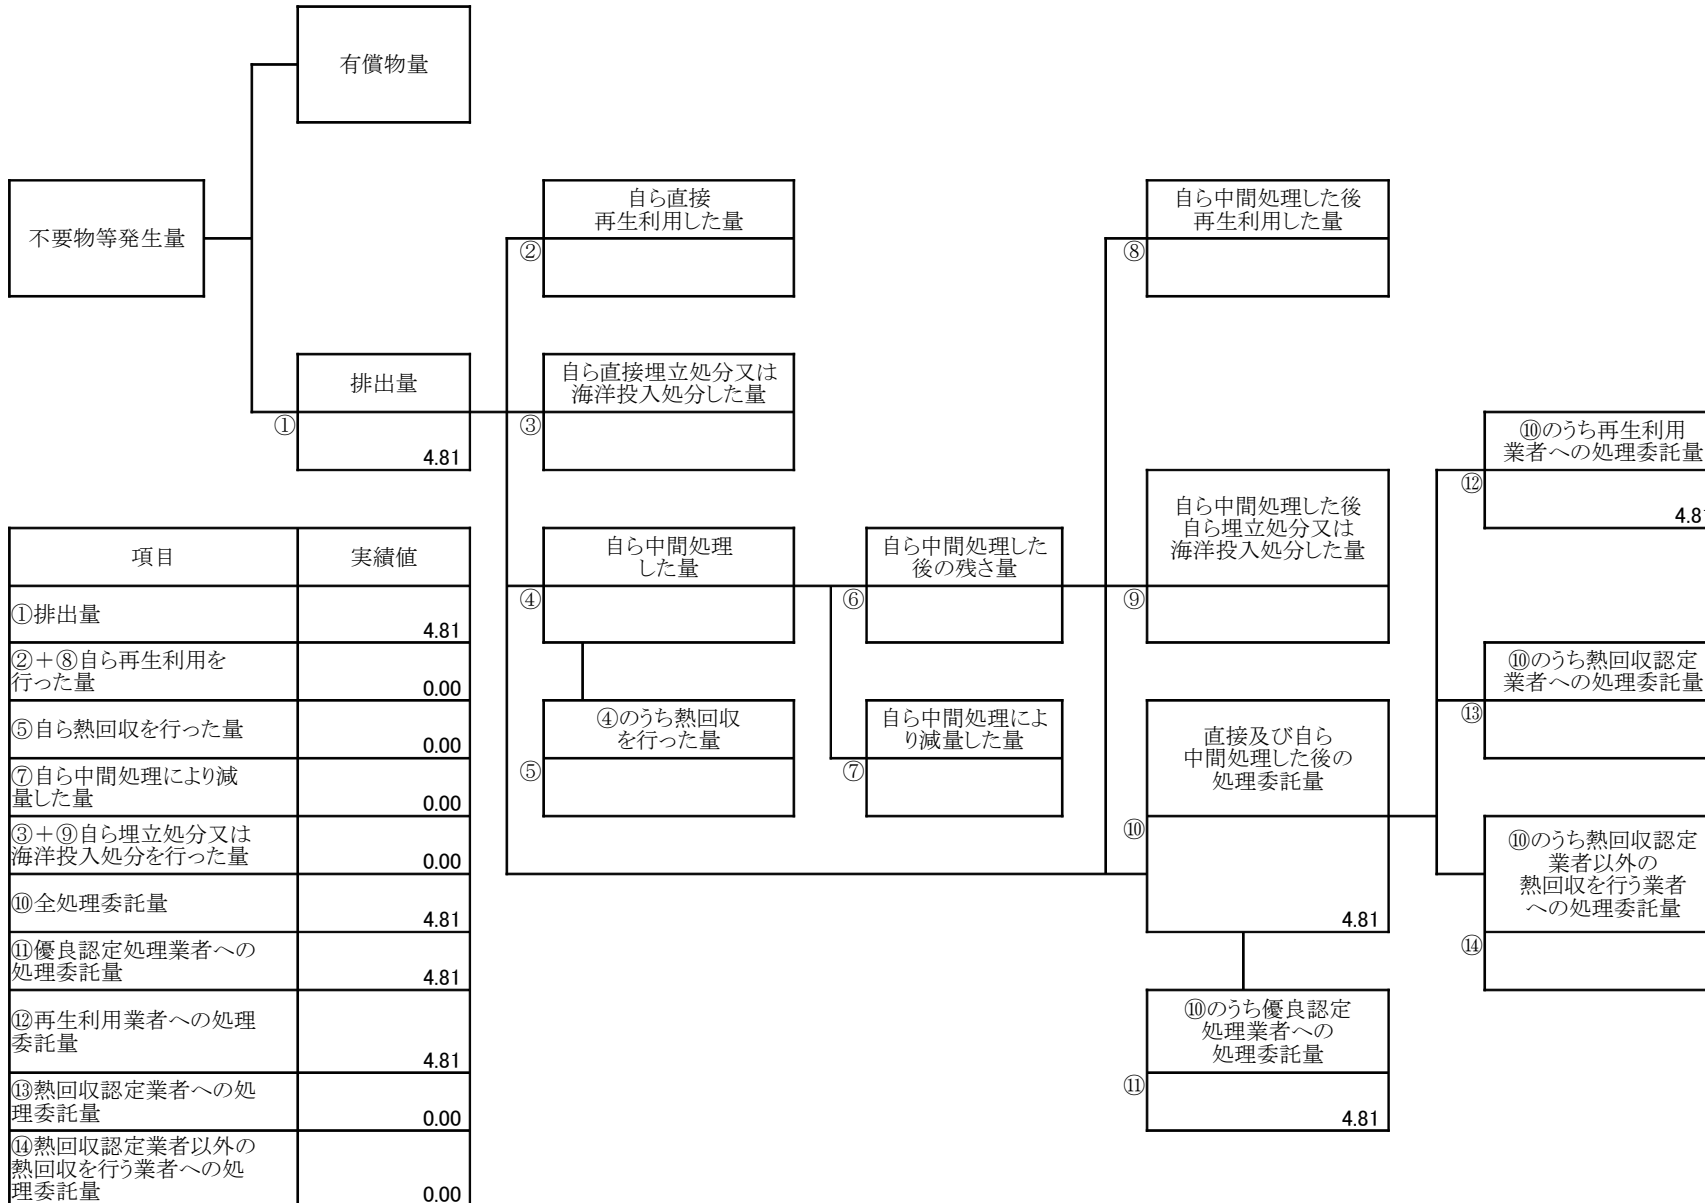 有償物量
不要物等発生量
自ら直接
再生利用した量
②
自ら中間処理した後
再生利用した量
⑧
排出量
①
4.81
自ら直接埋立処分又は
海洋投入処分した量
③
⑩のうち再生利用
業者への処理委託量
⑫
4.8
自ら中間処理
した量
④
自ら中間処理した
後の残さ量
⑥
自ら中間処理した後
自ら埋立処分又は
海洋投入処分した量
⑨
④のうち熱回収
を行った量
⑤
自ら中間処理によ
り減量した量
⑦
直接及び自ら
中間処理した後の
処理委託量
⑩
4.81
⑩のうち熱回収認定
業者への処理委託量
⑬
⑩のうち熱回収認定
業者以外の
熱回収を行う業者
への処理委託量
⑭
⑩のうち優良認定
処理業者への
処理委託量
⑪
4.81
項目 実績値
①排出量
4.81
②＋⑧自ら再生利用を
行った量
0.00
⑤自ら熱回収を行った量
0.00
⑦自ら中間処理により減
量した量
0.00
③＋⑨自ら埋立処分又は
海洋投入処分を行った量
0.00
⑩全処理委託量
4.81
⑪優良認定処理業者への
処理委託量
4.81
⑫再生利用業者への処理
委託量
4.81
⑬熱回収認定業者への処
理委託量
0.00
⑭熱回収認定業者以外の
熱回収を行う業者への処
理委託量
0.00